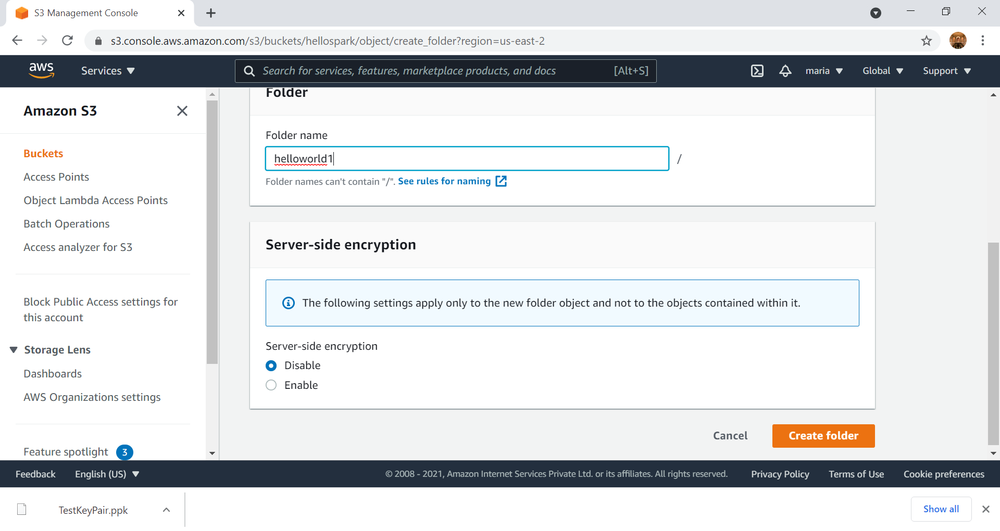 S3 Management Console
s3.console.aws.amazon.com/s3/buckets/hellospark/object/create_folder?region=us-east-2
aws
Services
Search for services, features, marketplace products, and docs [Alt+S]
maria
Global
Support
Amazon S3
Buckets
Access Points
Object Lambda Access Points
Batch Operations
Access analyzer for S3
Block Public Access settings for
this account
Storage Lens
Dashboards
AWS Organizations settings
Feature spotlight 3
Folder
Folder name
helloworld1 /
Folder names can't contain "/". See rules for naming
Server-side encryption
The following settings apply only to the new folder object and not to the objects contained within it.
Server-side encryption
Disable
Enable
Cancel
Create folder
Feedback
English (US)
© 2008 - 2021, Amazon Internet Services Private Ltd. or its affiliates. All rights reserved.
Privacy Policy
Terms of Use
Cookie preferences
TestKeyPair.ppk
Show all